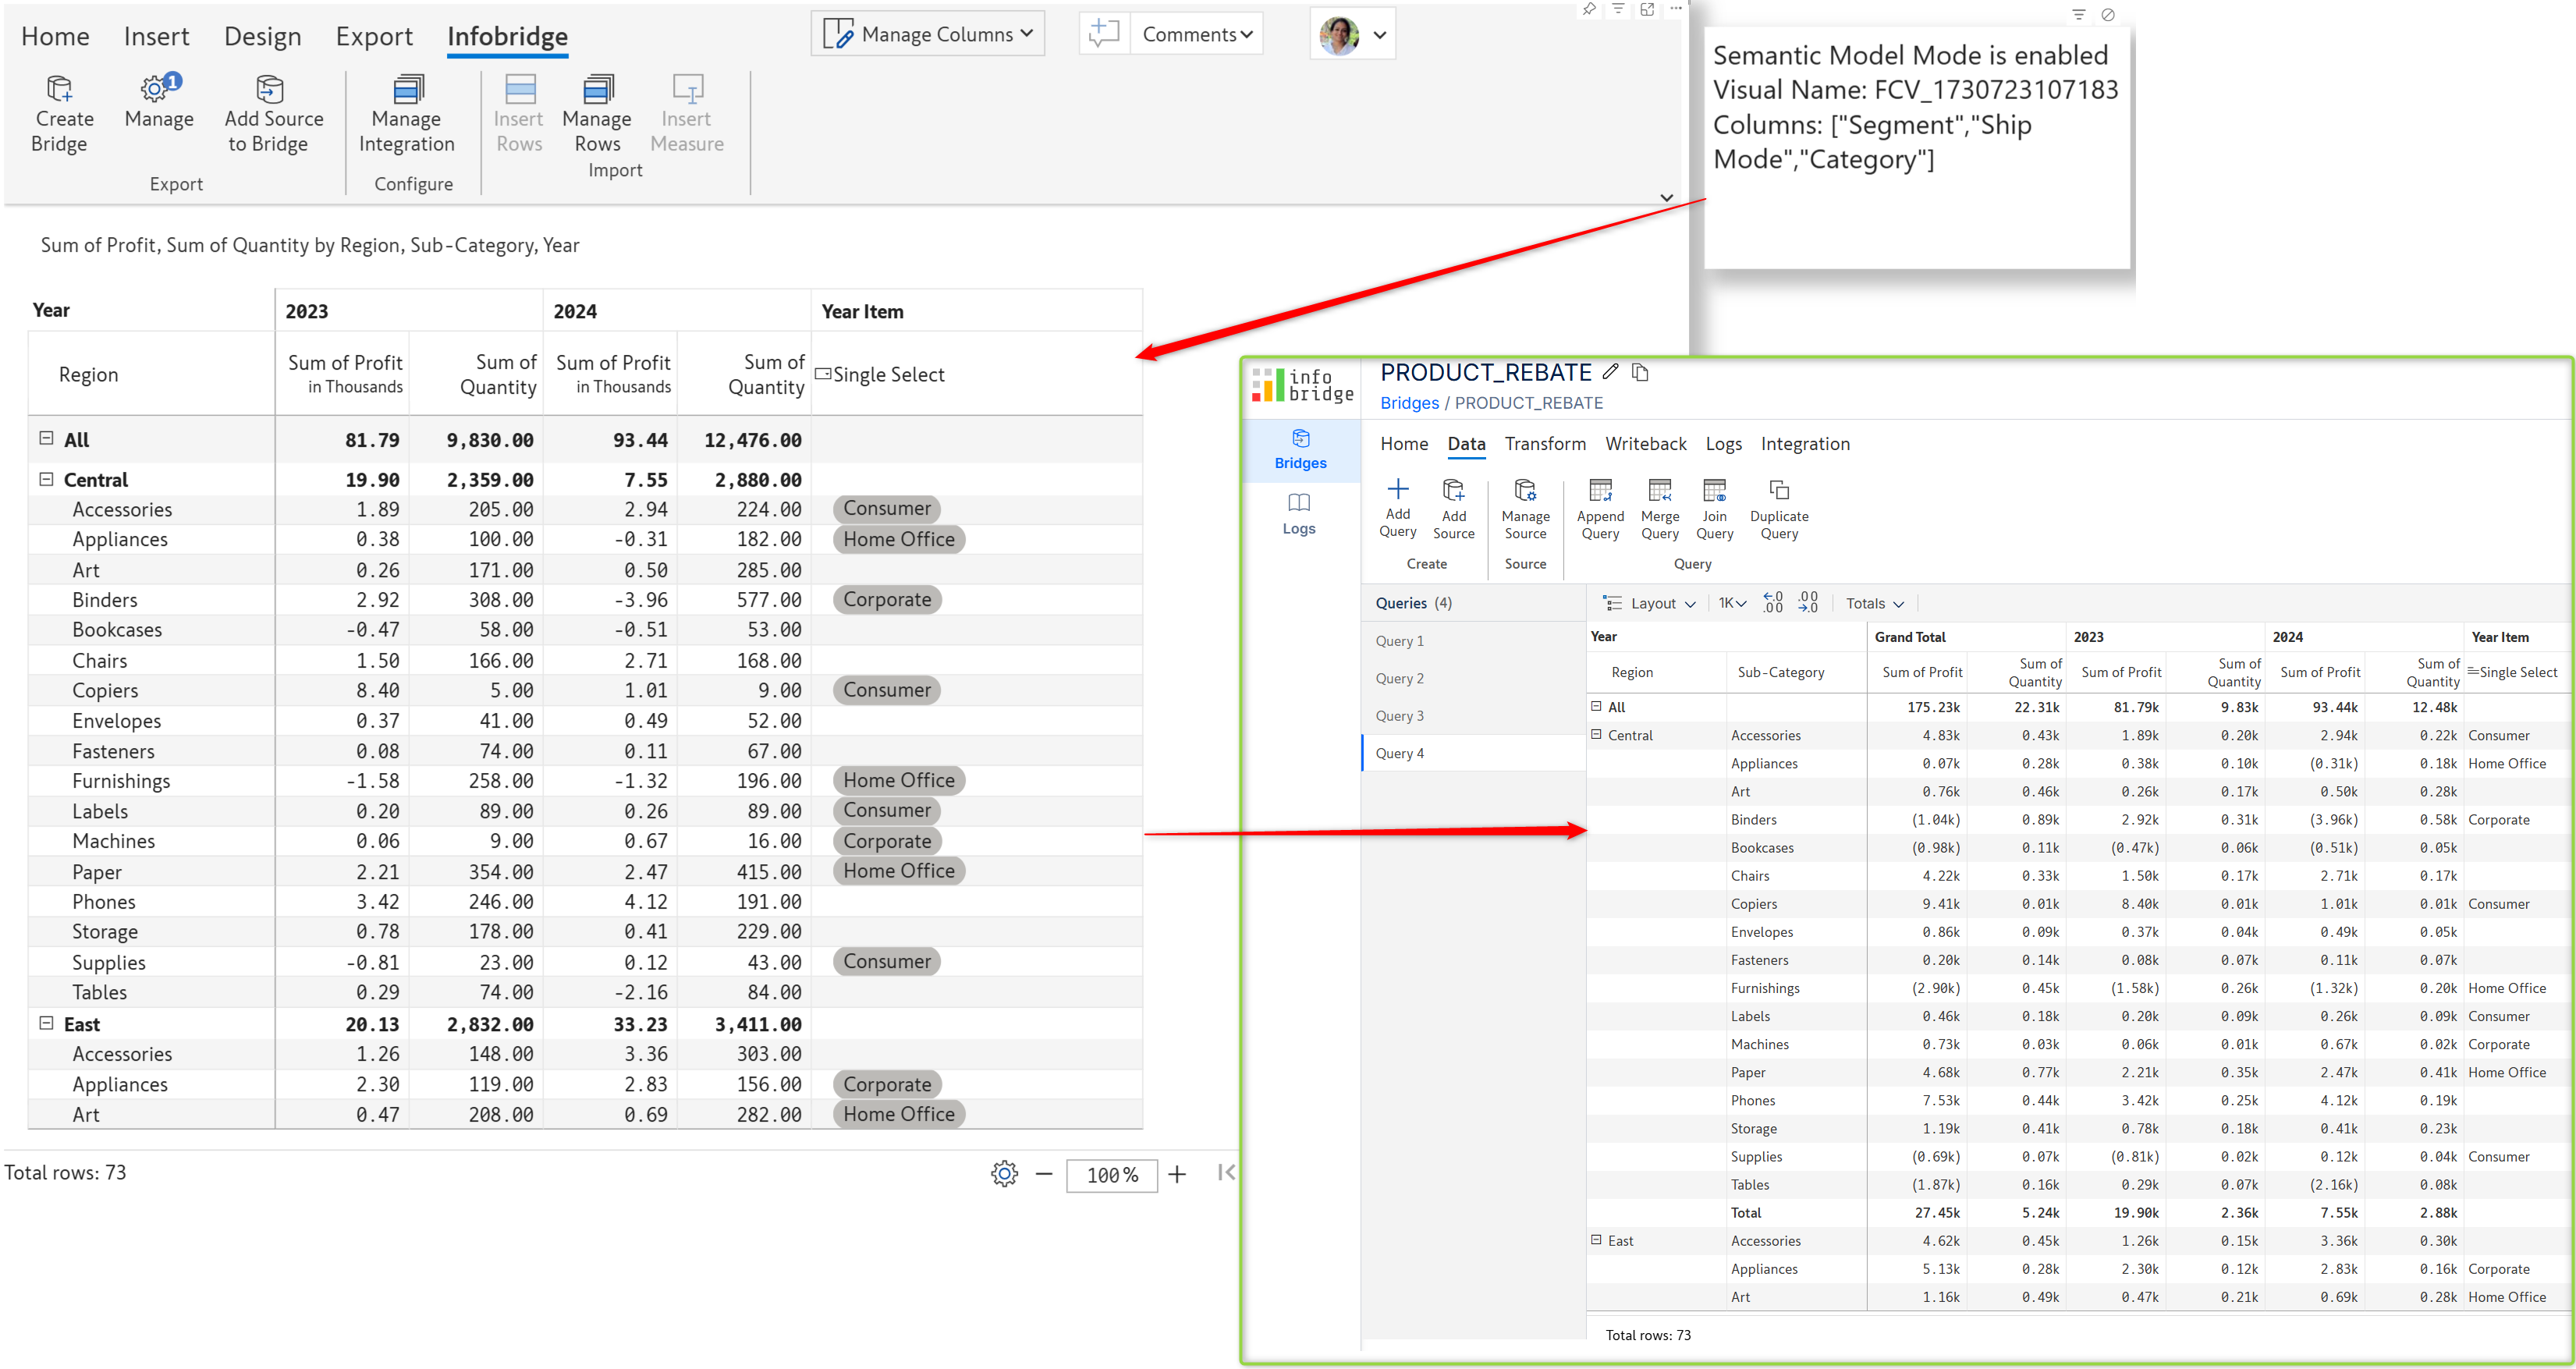 Home Insert Design Export Infobridge Manage Columns Comments
Create Bridge
Manage 1
Add Source to Bridge
Manage Integration
Insert Rows
Manage Rows
Insert Measure
Export Configure Import
Semantic Model Mode is enabled
Visual Name: FCV_1730723107183
Columns: ["Segment","Ship
Mode","Category"]
Sum of Profit, Sum of Quantity by Region, Sub-Category, Year
Year 2023 2024 Year Item
Region Sum of Profit in Thousands Sum of Quantity Sum of Profit in Thousands Sum of Quantity Single Select
All 81.79 9,830.00 93.44 12,476.00
Central 19.90 2,359.00 7.55 2,880.00
Accessories 1.89 205.00 2.94 224.00 Consumer
Appliances 0.38 100.00 -0.31 182.00 Home Office
Art 0.26 171.00 0.50 285.00
Binders 2.92 308.00 -3.96 577.00 Corporate
Bookcases -0.47 58.00 -0.51 53.00
Chairs 1.50 166.00 2.71 168.00
Copiers 8.40 5.00 1.01 9.00 Consumer
Envelopes 0.37 41.00 0.49 52.00
Fasteners 0.08 74.00 0.11 67.00
Furnishings -1.58 258.00 -1.32 196.00 Home Office
Labels 0.20 89.00 0.26 89.00 Consumer
Machines 0.06 9.00 0.67 16.00 Corporate
Paper 2.21 354.00 2.47 415.00 Home Office
Phones 3.42 246.00 4.12 191.00
Storage 0.78 178.00 0.41 229.00
Supplies -0.81 23.00 0.12 43.00 Consumer
Tables 0.29 74.00 -2.16 84.00
East 20.13 2,832.00 33.23 3,411.00
Accessories 1.26 148.00 3.36 303.00
Appliances 2.30 119.00 2.83 156.00 Corporate
Art 0.47 208.00 0.69 282.00 Home Office
Total rows: 73 100%
info bridge
PRODUCT_REBATE
Bridges / PRODUCT_REBATE
Bridges
Logs
Home Data Transform Writeback Logs Integration
Add Query
Add Source
Manage Source
Append Query
Merge Query
Join Query
Duplicate Query
Create Source Query
Queries (4)
Query 1
Query 2
Query 3
Query 4
Layout 1K .0 .00 .00 .0 Totals
Year Grand Total 2023 2024 Year Item
Region Sub-Category Sum of Profit Sum of Quantity Sum of Profit Sum of Quantity Sum of Profit Sum of Quantity Single Select
All 175.23k 22.31k 81.79k 9.83k 93.44k 12.48k
Central Accessories 4.83k 0.43k 1.89k 0.20k 2.94k 0.22k Consumer
Appliances 0.07k 0.28k 0.38k 0.10k (0.31k) 0.18k Home Office
Art 0.76k 0.46k 0.26k 0.17k 0.50k 0.28k
Binders (1.04k) 0.89k 2.92k 0.31k (3.96k) 0.58k Corporate
Bookcases (0.98k) 0.11k (0.47k) 0.06k (0.51k) 0.05k
Chairs 4.22k 0.33k 1.50k 0.17k 2.71k 0.17k
Copiers 9.41k 0.01k 8.40k 0.01k 1.01k 0.01k Consumer
Envelopes 0.86k 0.09k 0.37k 0.04k 0.49k 0.05k
Fasteners 0.20k 0.14k 0.08k 0.07k 0.11k 0.07k
Furnishings (2.90k) 0.45k (1.58k) 0.26k (1.32k) 0.20k Home Office
Labels 0.46k 0.18k 0.20k 0.09k 0.26k 0.09k Consumer
Machines 0.73k 0.03k 0.06k 0.01k 0.67k 0.02k Corporate
Paper 4.68k 0.77k 2.21k 0.35k 2.47k 0.41k Home Office
Phones 7.53k 0.44k 3.42k 0.25k 4.12k 0.19k
Storage 1.19k 0.41k 0.78k 0.18k 0.41k 0.23k
Supplies (0.69k) 0.07k (0.81k) 0.02k 0.12k 0.04k Consumer
Tables (1.87k) 0.16k 0.29k 0.07k (2.16k) 0.08k
Total 27.45k 5.24k 19.90k 2.36k 7.55k 2.88k
East Accessories 4.62k 0.45k 1.26k 0.15k 3.36k 0.30k
Appliances 5.13k 0.28k 2.30k 0.12k 2.83k 0.16k Corporate
Art 1.16k 0.49k 0.47k 0.21k 0.69k 0.28k Home Office
Total rows: 73